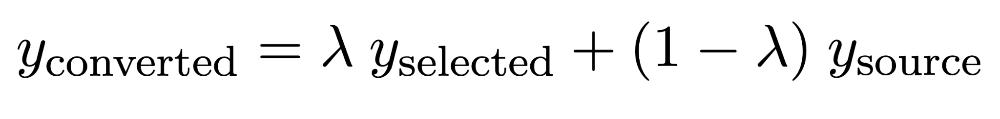 y_converted = λ y_selected + (1 − λ) y_source